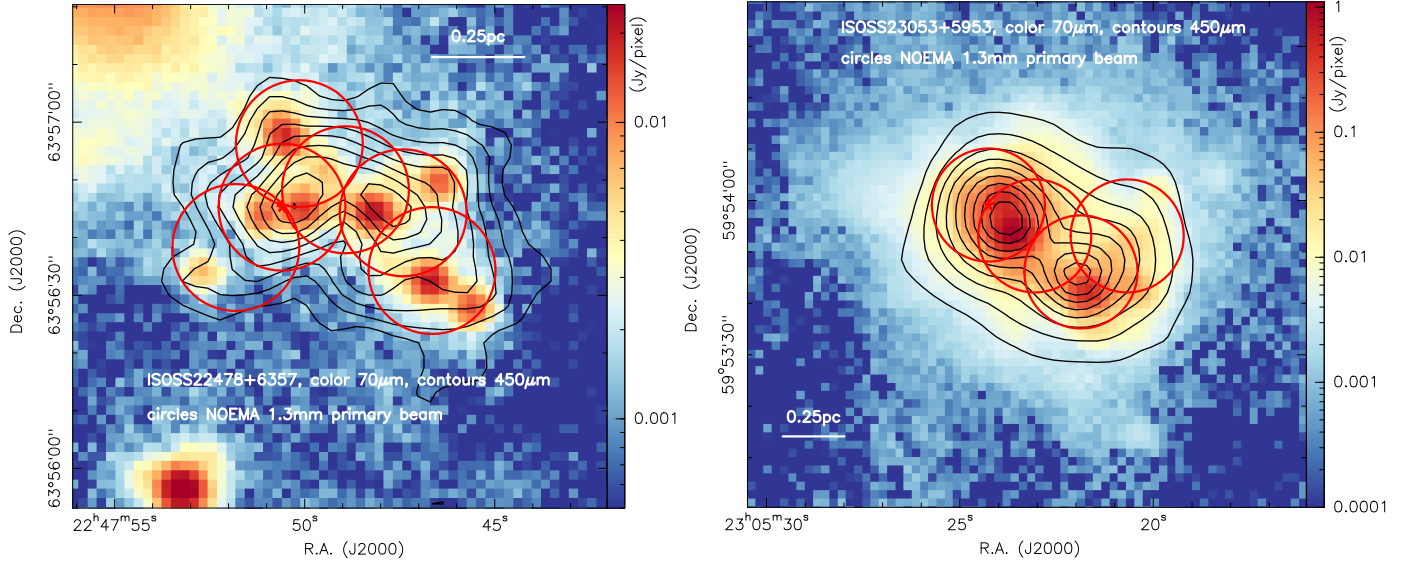 0.25pc
ISOSS22478+6357, color 70μm, contours 450μm
circles NOEMA 1.3mm primary beam
63°57'00''
63°56'30''
63°56'00''
Dec. (J2000)
22ʰ47ᵐ55ˢ
50ˢ
45ˢ
R.A. (J2000)
(Jy/pixel)
0.01
0.001
ISOSS23053+5953, color 70μm, contours 450μm
circles NOEMA 1.3mm primary beam
0.25pc
59°54'00''
59°53'30''
Dec. (J2000)
23ʰ05ᵐ30ˢ
25ˢ
20ˢ
R.A. (J2000)
(Jy/pixel)
1
0.1
0.01
0.001
0.0001